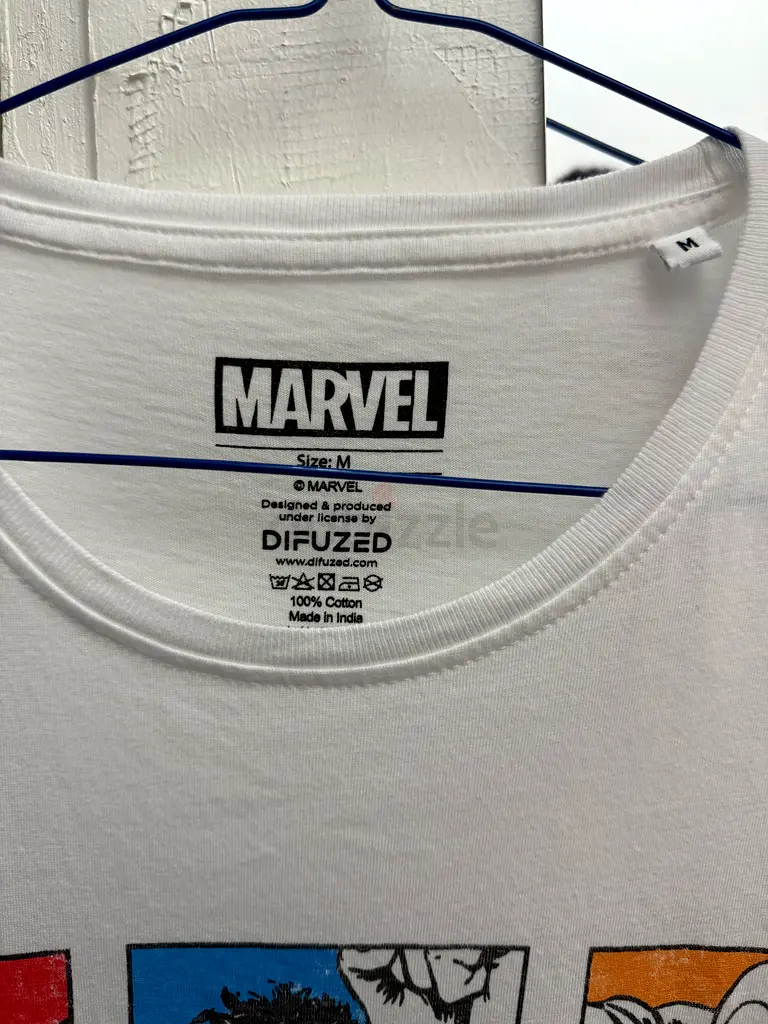 M
MARVEL
Size: M
© MARVEL
Designed & produced
under license by
DIFUZED
www.difuzed.com
100% Cotton
Made in India